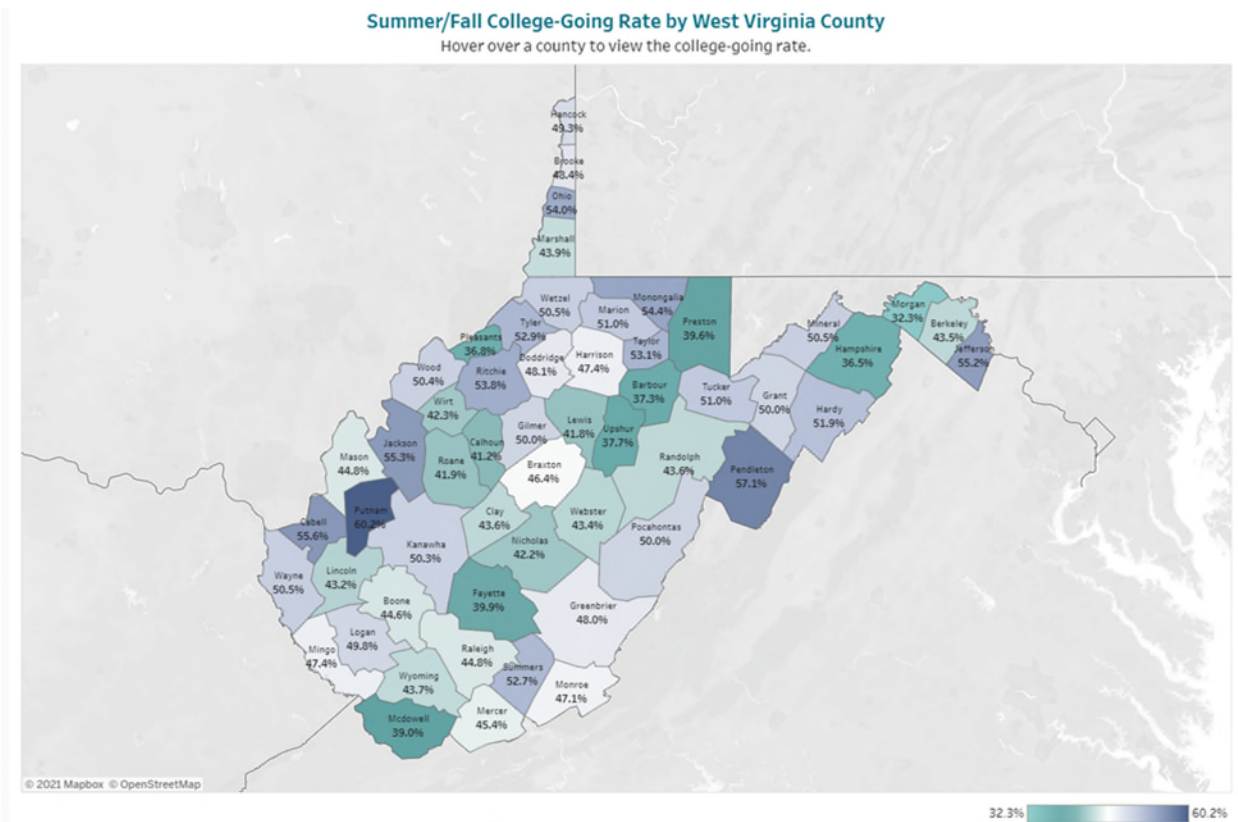 Summer/Fall College-Going Rate by West Virginia County
Hover over a county to view the college-going rate.
Hancock
49.3%
Brooke
48.4%
Ohio
54.0%
Marshall
43.9%
Wetzel
50.5%
Monongalia
54.4%
Marion
51.0%
Preston
39.6%
Tyler
52.9%
Pleasants
36.8%
Taylor
53.1%
Doddridge
48.1%
Harrison
47.4%
Morgan
32.3%
Berkeley
43.5%
Jefferson
55.2%
Mineral
50.5%
Hampshire
36.5%
Wood
50.4%
Ritchie
53.8%
Barbour
37.3%
Tucker
51.0%
Grant
50.0%
Hardy
51.9%
Wirt
42.3%
Lewis
41.8%
Gilmer
50.0%
Upshur
37.7%
Jackson
55.3%
Calhoun
41.2%
Roane
41.9%
Mason
44.8%
Braxton
46.4%
Randolph
43.6%
Pendleton
57.1%
Putnam
60.2%
Cabell
55.6%
Clay
43.6%
Webster
43.4%
Pocahontas
50.0%
Kanawha
50.3%
Nicholas
42.2%
Wayne
50.5%
Lincoln
43.2%
Boone
44.6%
Fayette
39.9%
Greenbrier
48.0%
Logan
49.8%
Mingo
47.4%
Raleigh
44.8%
Summers
52.7%
Wyoming
43.7%
Monroe
47.1%
Mercer
45.4%
Mcdowell
39.0%
© 2021 Mapbox © OpenStreetMap
32.3% 60.2%